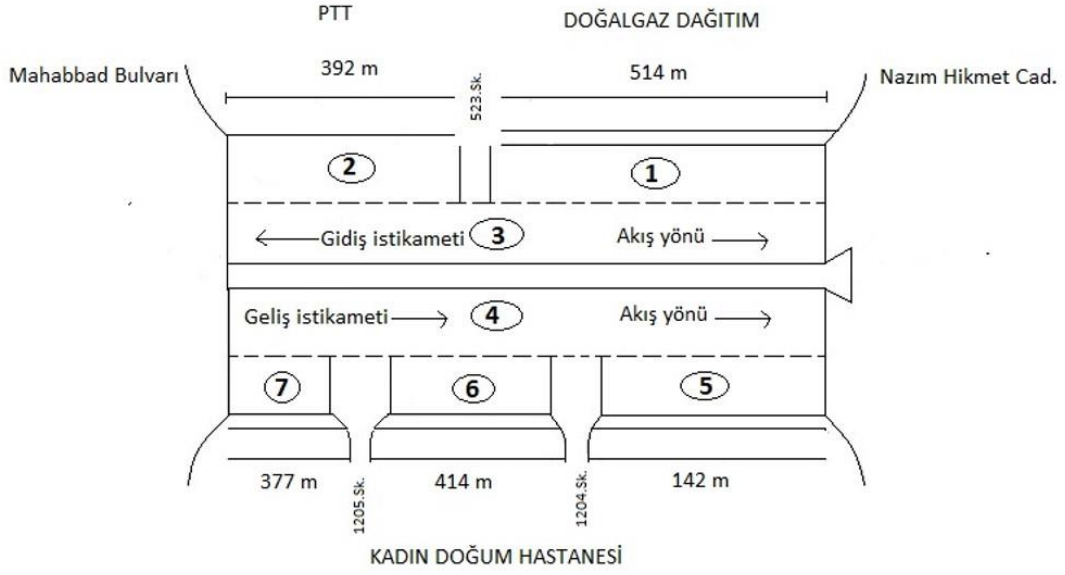 PTT
DOĞALGAZ DAĞITIM
Mahabbad Bulvarı
392 m
523.Sk.
514 m
Nazım Hikmet Cad.
2
1
Gidiş istikameti
3
Akış yönü
Geliş istikameti
4
Akış yönü
7
6
5
377 m
1205.Sk.
414 m
1204.Sk.
142 m
KADIN DOĞUM HASTANESİ